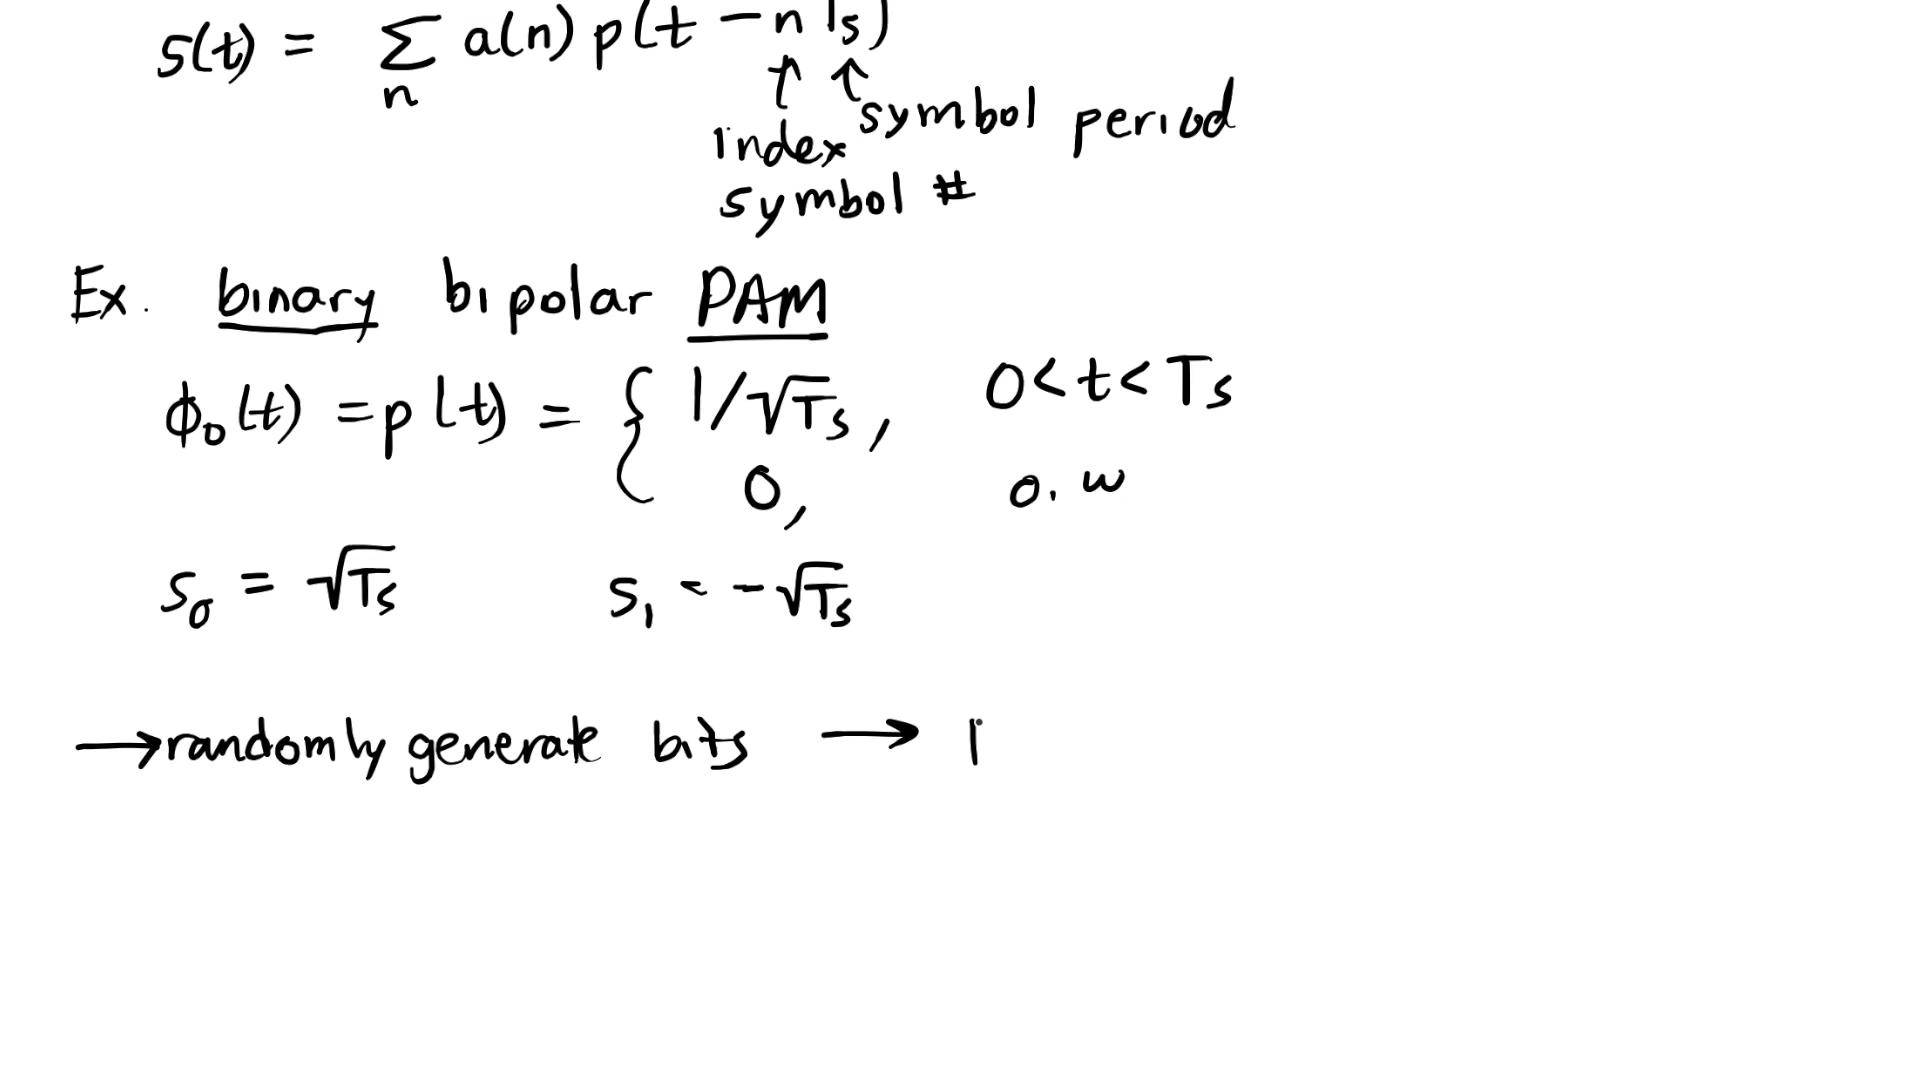 s(t) = ∑ a(n) p(t - n Ts)
n
↑ ↑
index symbol period
symbol #
Ex. binary bipolar PAM
ϕ₀(t) = p(t) = { 1/√Ts, 0 < t < Ts
0, o.w
s₀ = √Ts s₁ = -√Ts
→ randomly generate bits → 1